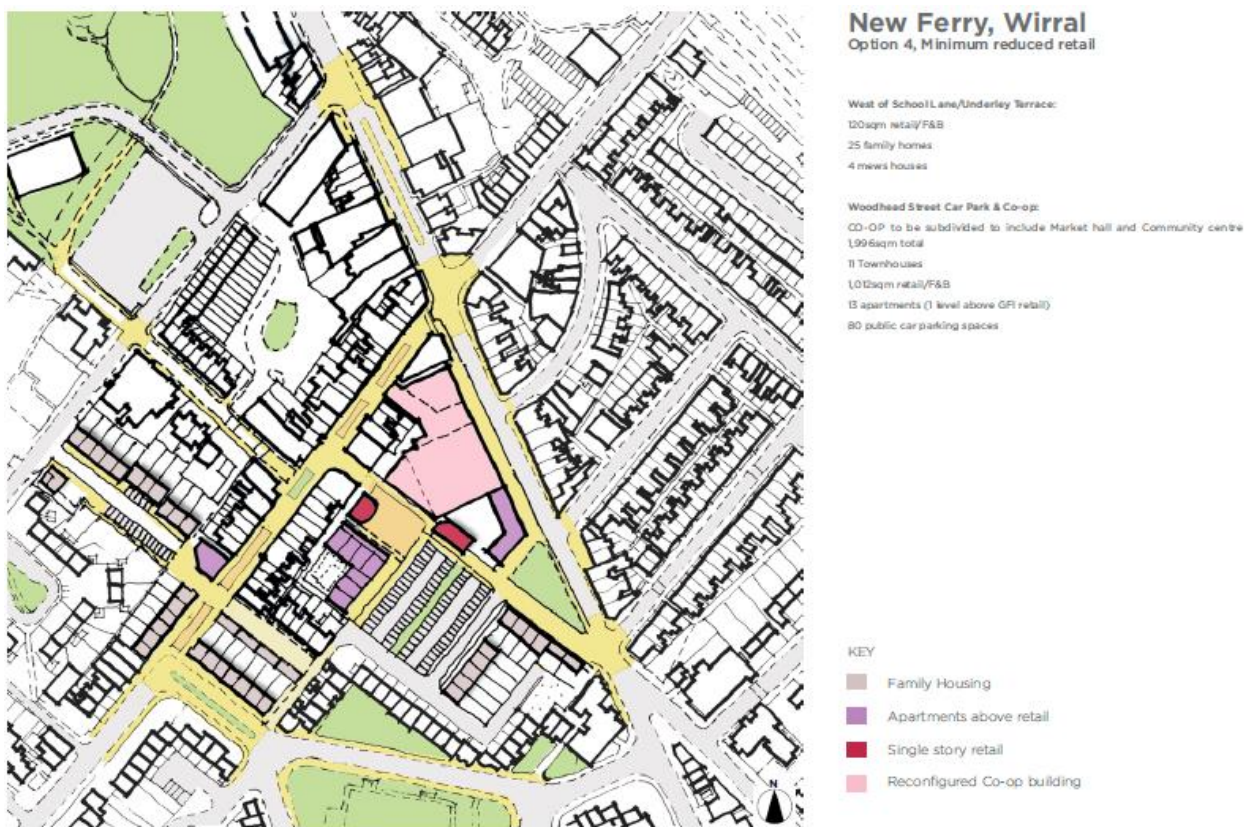 New Ferry, Wirral
Option 4, Minimum reduced retail
West of School Lane/Underley Terrace:
120sqm retail/F&B
25 family homes
4 mews houses
Woodhead Street Car Park & Co-op:
CO-OP to be subdivided to include Market hall and Community centre
1,996sqm total
11 Townhouses
1,012sqm retail/F&B
13 apartments (1 level above GFl retail)
80 public car parking spaces
KEY
Family Housing
Apartments above retail
Single story retail
Reconfigured Co-op building
N